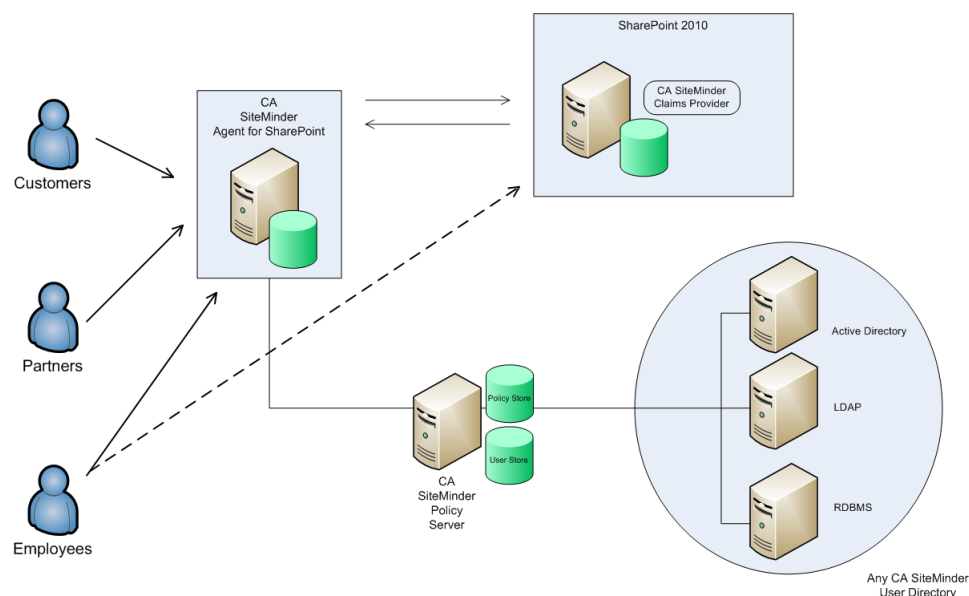 SharePoint 2010
CA SiteMinder
Claims Provider
CA
SiteMinder
Agent for SharePoint
Customers
Partners
Employees
Policy Store
User Store
CA
SiteMinder
Policy
Server
Active Directory
LDAP
RDBMS
Any CA SiteMinder
User Directory